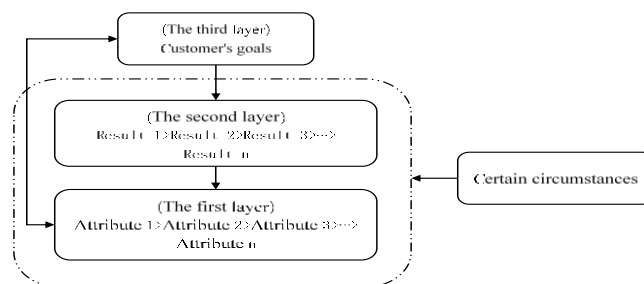 (The third layer)
Customer's goals
(The second layer)
Result 1>Result 2>Result 3>···>
Result n
Certain circumstances
(The first layer)
Attribute 1>Attribute 2>Attribute 3>···>
Attribute n